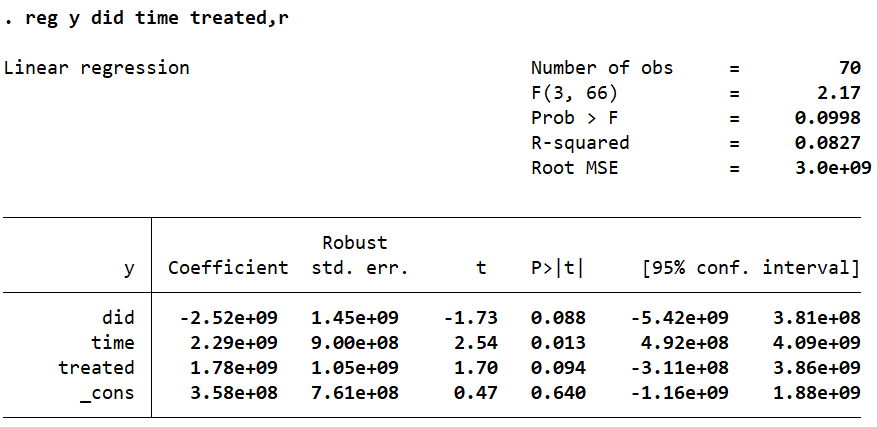 . reg y did time treated,r
Linear regression Number of obs = 70
F(3, 66) = 2.17
Prob > F = 0.0998
R-squared = 0.0827
Root MSE = 3.0e+09
Robust
y Coefficient std. err. t P>|t| [95% conf. interval]
did -2.52e+09 1.45e+09 -1.73 0.088 -5.42e+09 3.81e+08
time 2.29e+09 9.00e+08 2.54 0.013 4.92e+08 4.09e+09
treated 1.78e+09 1.05e+09 1.70 0.094 -3.11e+08 3.86e+09
_cons 3.58e+08 7.61e+08 0.47 0.640 -1.16e+09 1.88e+09